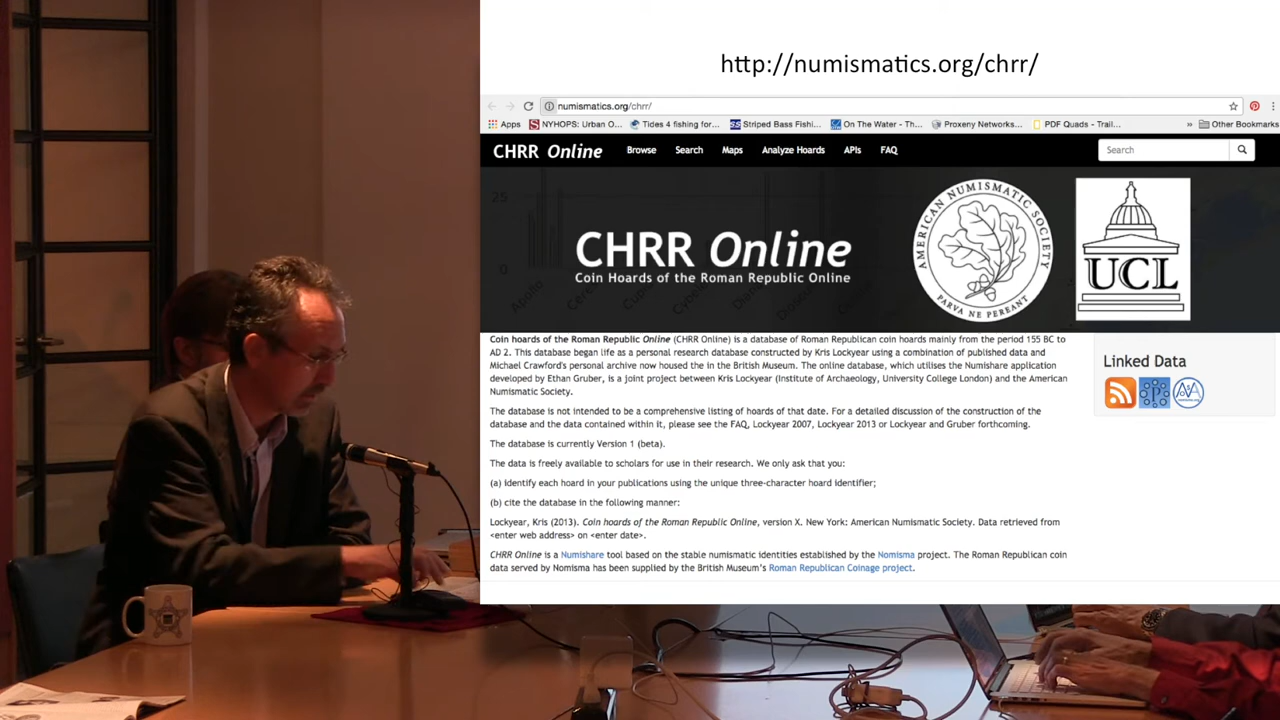 http://numismatics.org/chrr/
numismatics.org/chrr/
Apps NYHOPS: Urban O... Tides 4 fishing for... Striped Bass Fishi... On The Water - Th... Proxeny Networks... PDF Quads - Trail... » Other Bookmarks
CHRR Online Browse Search Maps Analyze Hoards APIs FAQ Search
25
0
Apollo
CHRR Online
Coin Hoards of the Roman Republic Online
AMERICAN NUMISMATIC SOCIETY
PARVA NE PEREANT
UCL
Coin hoards of the Roman Republic Online (CHRR Online) is a database of Roman Republican coin hoards mainly from the period 155 BC to
AD 2. This database began life as a personal research database constructed by Kris Lockyear using a combination of published data and
Michael Crawford's personal archive now housed the in the British Museum. The online database, which utilises the Numishare application
developed by Ethan Gruber, is a joint project between Kris Lockyear (Institute of Archaeology, University College London) and the American
Numismatic Society.
The database is not intended to be a comprehensive listing of hoards of that date. For a detailed discussion of the construction of the
database and the data contained within it, please see the FAQ, Lockyear 2007, Lockyear 2013 or Lockyear and Gruber forthcoming.
The database is currently Version 1 (beta).
The data is freely available to scholars for use in their research. We only ask that you:
(a) identify each hoard in your publications using the unique three-character hoard identifier;
(b) cite the database in the following manner:
Lockyear, Kris (2013). Coin hoards of the Roman Republic Online, version X. New York: American Numismatic Society. Data retrieved from
<enter web address> on <enter date>.
CHRR Online is a Numishare tool based on the stable numismatic identities established by the Nomisma project. The Roman Republican coin
data served by Nomisma has been supplied by the British Museum's Roman Republican Coinage project.
Linked Data